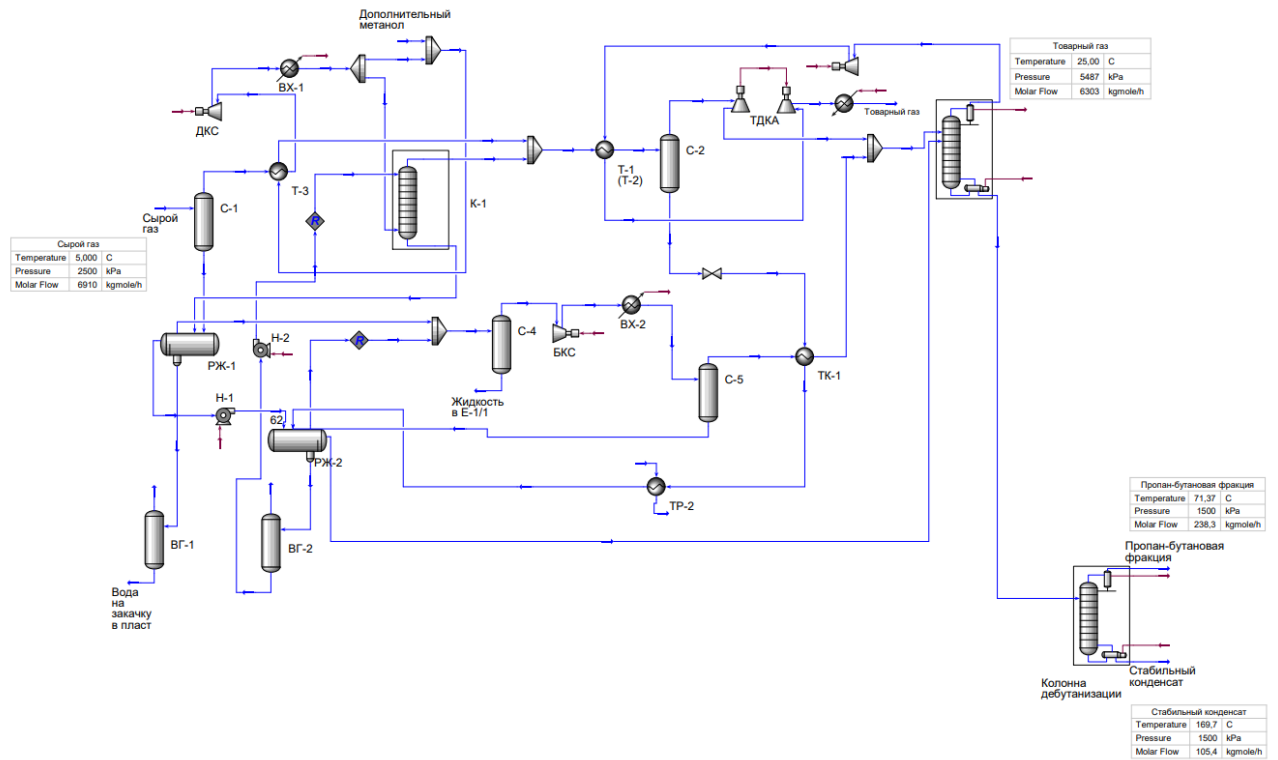 Дополнительный
метанол
ВХ-1
ДКС
Т-3
С-1
Сырой
газ
Сырой газ
Temperature 5,000 C
Pressure 2500 kPa
Molar Flow 6910 kgmole/h
R
К-1
Т-1
(Т-2)
С-2
ТДКА
Товарный газ
Товарный газ
Temperature 25,00 C
Pressure 5487 kPa
Molar Flow 6303 kgmole/h
РЖ-1
Н-2
R
С-4
БКС
ВХ-2
С-5
ТК-1
Жидкость
в Е-1/1
Н-1
62
РЖ-2
ТР-2
ВГ-1
ВГ-2
Вода
на
закачку
в пласт
Пропан-бутановая фракция
Temperature 71,37 C
Pressure 1500 kPa
Molar Flow 238,3 kgmole/h
Пропан-бутановая
фракция
Колонна
дебутанизации
Стабильный
конденсат
Стабильный конденсат
Temperature 169,7 C
Pressure 1500 kPa
Molar Flow 105,4 kgmole/h